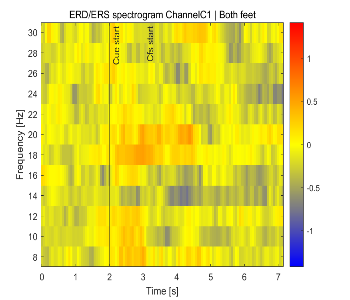 ERD/ERS spectrogram ChannelC1 | Both feet
Frequency [Hz]
30
28
26
24
22
20
18
16
14
12
10
8
Cue start
Cfs start
1
0.5
0
-0.5
-1
0 1 2 3 4 5 6 7
Time [s]